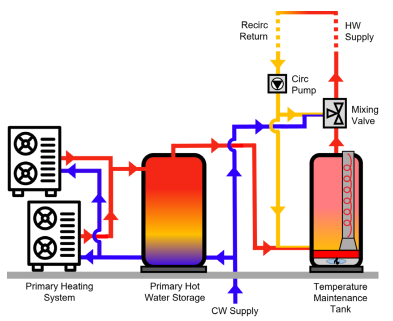 Recirc
Return
HW
Supply
Circ
Pump
Mixing
Valve
Primary Heating
System
Primary Hot
Water Storage
CW Supply
Temperature
Maintenance
Tank